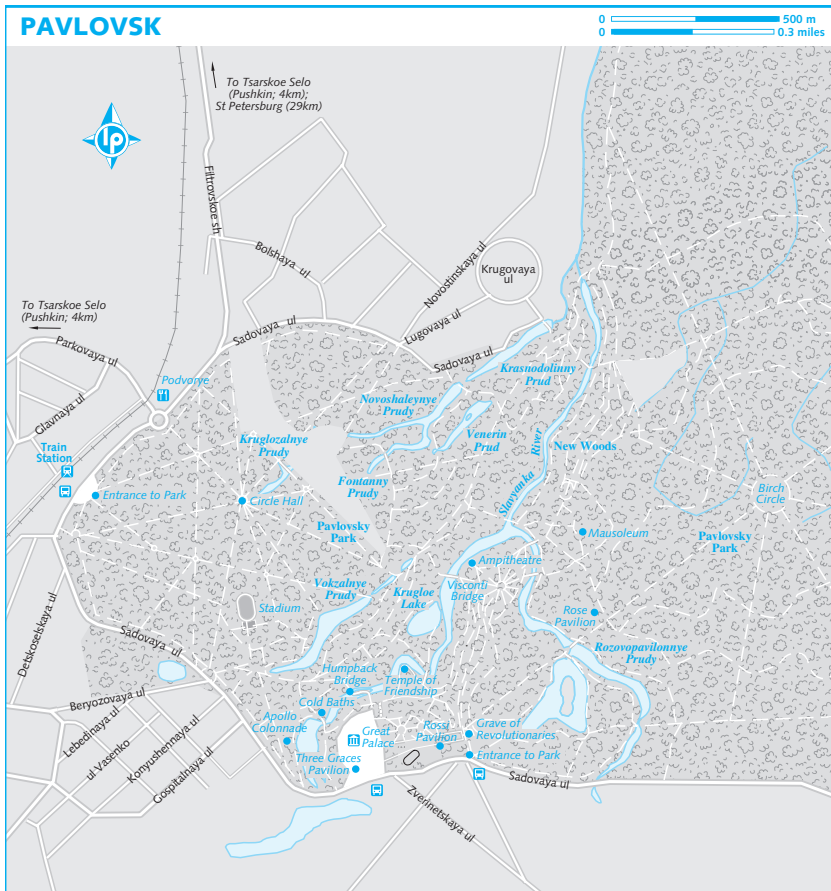 PAVLOVSK
0 500 m
0 0.3 miles
To Tsarskoe Selo
(Pushkin; 4km);
St Petersburg (29km)
lp
Filtrovskoe sh
Bolshaya ul
Novostinskaya ul
Krugovaya
ul
To Tsarskoe Selo
(Pushkin; 4km)
Sadovaya ul
Lugovaya ul
Parkovaya ul
Sadovaya ul
Krasnodolinny
Prud
Podvorye
Glavnaya ul
Novoshaleynye
Prudy
Kruglozalnye
Prudy
Venerin
Prud
Train
Station
River
New Woods
Fontanny
Prudy
Slavyanka
Birch
Circle
Entrance to Park
Circle Hall
Pavlovsky
Park
Mausoleum
Pavlovsky
Park
Ampitheatre
Vokzalnye
Prudy
Krugloe
Lake
Visconti
Bridge
Detskoselskaya ul
Stadium
Rose
Pavilion
Sadovaya ul
Rozovopavilonnye
Prudy
Humpback
Bridge
Temple of
Friendship
Beryozovaya ul
Cold Baths
Lebedinaya ul
Apollo
Colonnade
Great
Palace
Rossi
Pavilion
Grave of
Revolutionaries
ul Vasenko
Konyushennaya ul
Three Graces
Pavilion
Entrance to Park
Gospitalnaya ul
Sadovaya ul
Zverinetskaya ul